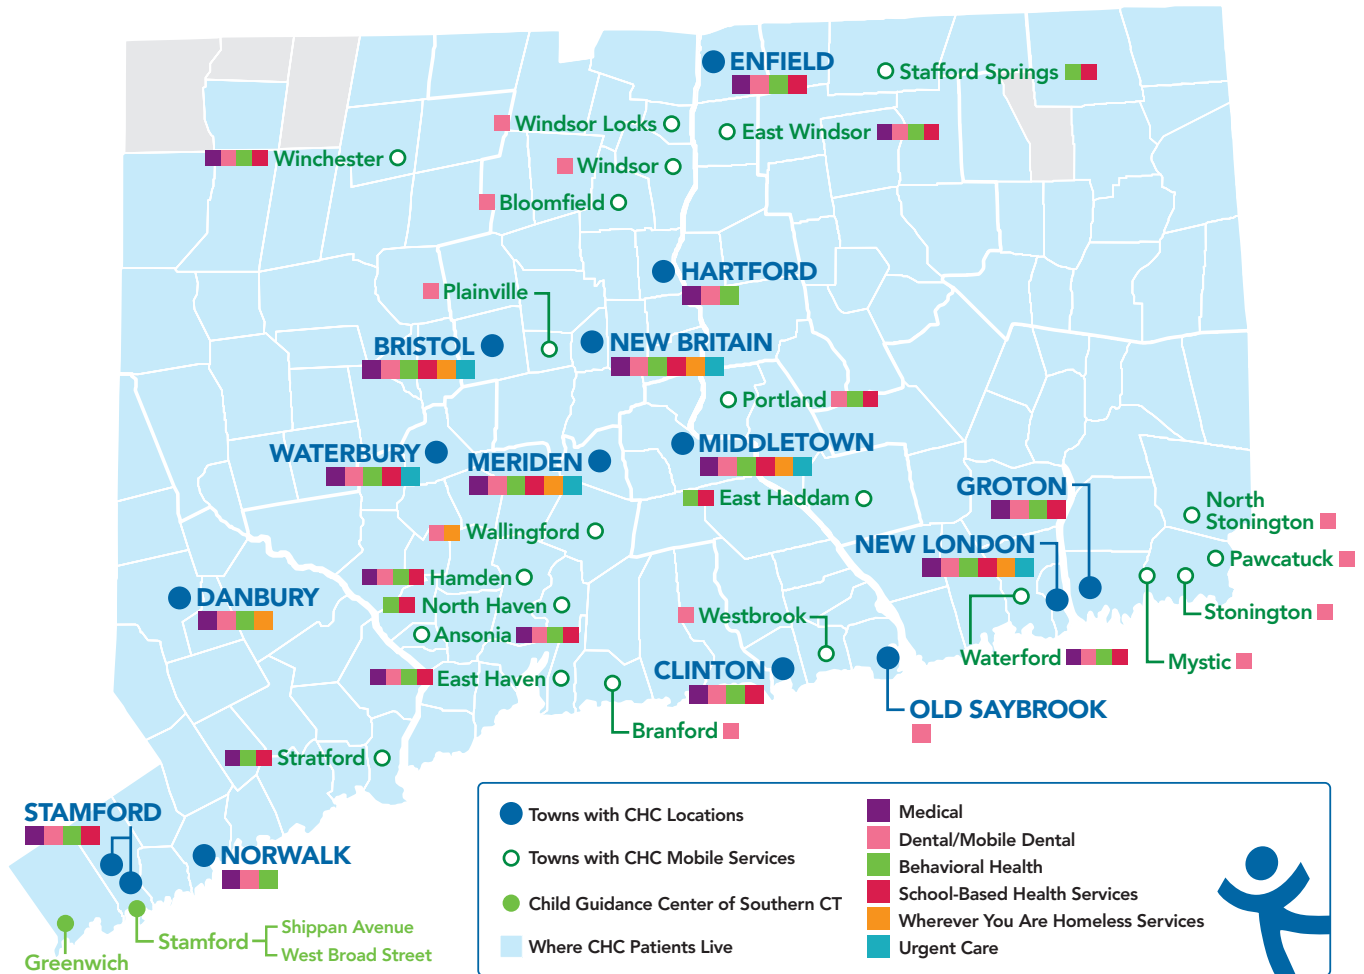 ENFIELD
Stafford Springs
Windsor Locks
East Windsor
Winchester
Windsor
Bloomfield
HARTFORD
Plainville
BRISTOL
NEW BRITAIN
Portland
WATERBURY
MERIDEN
MIDDLETOWN
GROTON
East Haddam
North
Stonington
Wallingford
NEW LONDON
Pawcatuck
Hamden
DANBURY
North Haven
Westbrook
Stonington
Ansonia
Waterford
Mystic
East Haven
CLINTON
OLD SAYBROOK
Branford
Stratford
STAMFORD
NORWALK
Shippan Avenue
Stamford
West Broad Street
Greenwich
Towns with CHC Locations
Towns with CHC Mobile Services
Child Guidance Center of Southern CT
Where CHC Patients Live
Medical
Dental/Mobile Dental
Behavioral Health
School-Based Health Services
Wherever You Are Homeless Services
Urgent Care